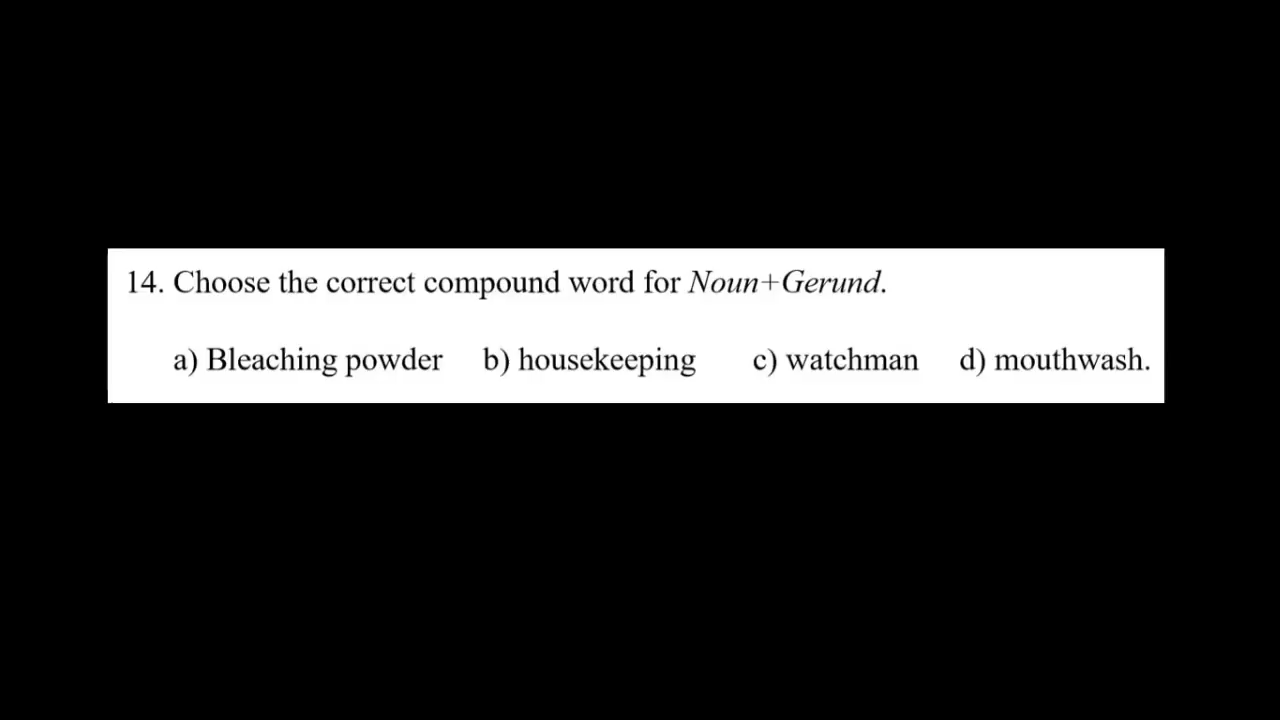 14. Choose the correct compound word for Noun+Gerund.
a) Bleaching powder b) housekeeping c) watchman d) mouthwash.